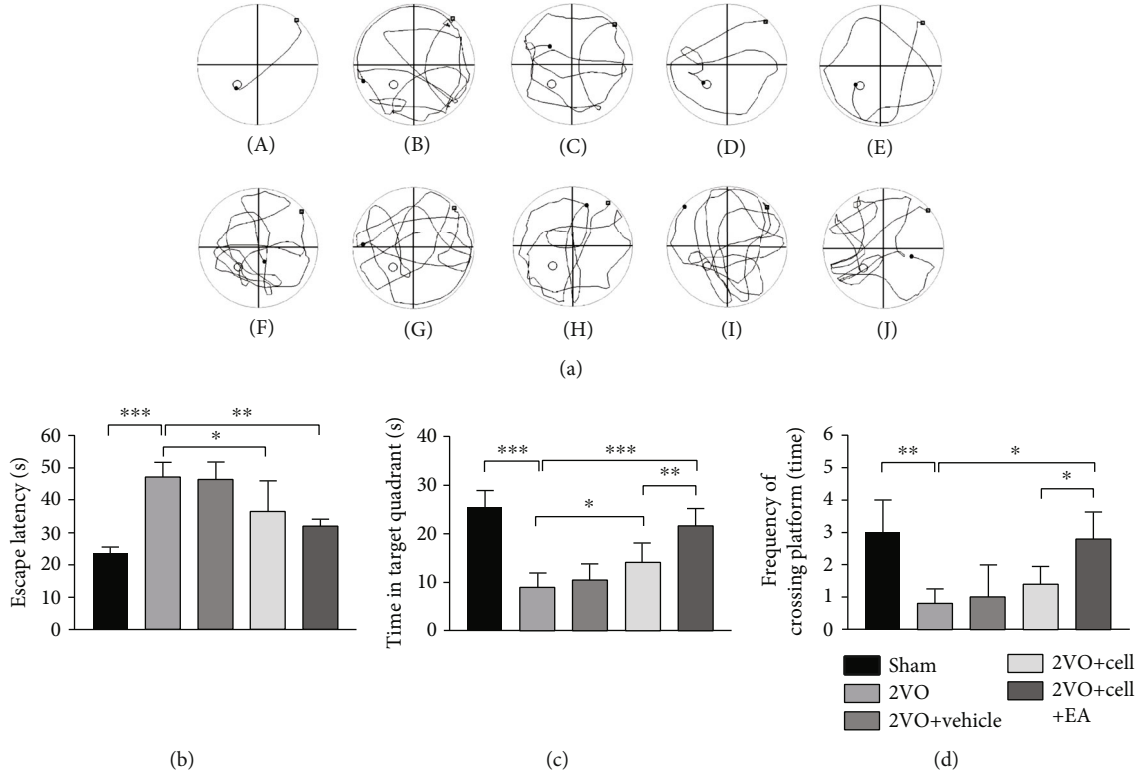 (A) (B) (C) (D) (E)
(F) (G) (H) (I) (J)
(a)
Escape latency (s)
60
50
40
30
20
10
0
***
**
*
(b)
Time in target quadrant (s)
40
30
20
10
0
***
***
**
*
(c)
Frequency of
crossing platform (time)
6
5
4
3
2
1
0
**
*
*
Sham
2VO
2VO+vehicle
2VO+cell
2VO+cell
+EA
(d)